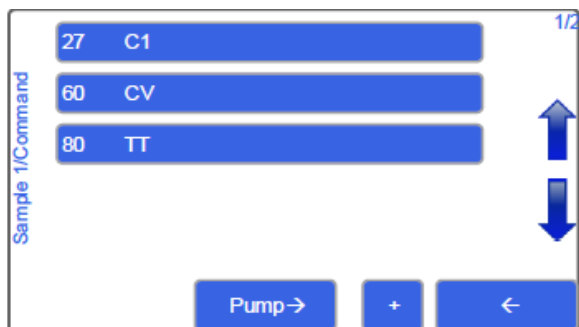 1/2
27 C1
60 CV
80 TT
Sample 1/Command
Pump→
+
←